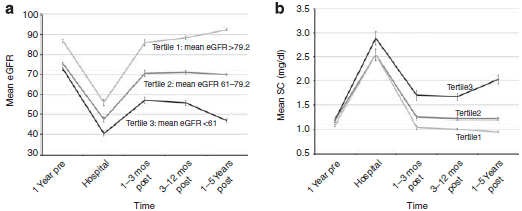 a
100
90
80
70
60
50
40
30
Mean eGFR
Tertile 1: mean eGFR >79.2
Tertile 2: mean eGFR 61–79.2
Tertile 3: mean eGFR <61
1 Year pre
Hospital
1–3 mos
post
3–12 mos
post
1–5 Years
post
Time
b
3.5
3.0
2.5
2.0
1.5
1.0
0.5
Mean SC (mg/dl)
Tertile3
Tertile2
Tertile1
1 Year pre
Hospital
1–3 mos
post
3–12 mos
post
1–5 Years
post
Time